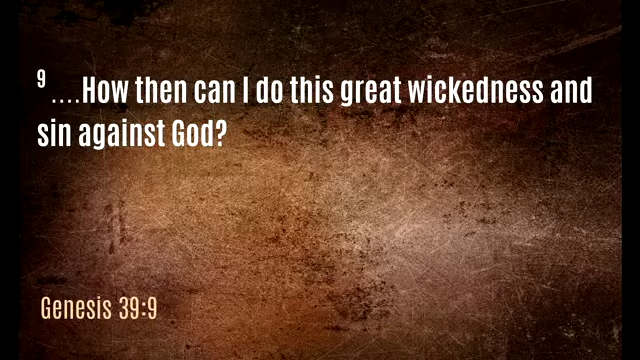 9 ....How then can I do this great wickedness and
sin against God?
Genesis 39:9